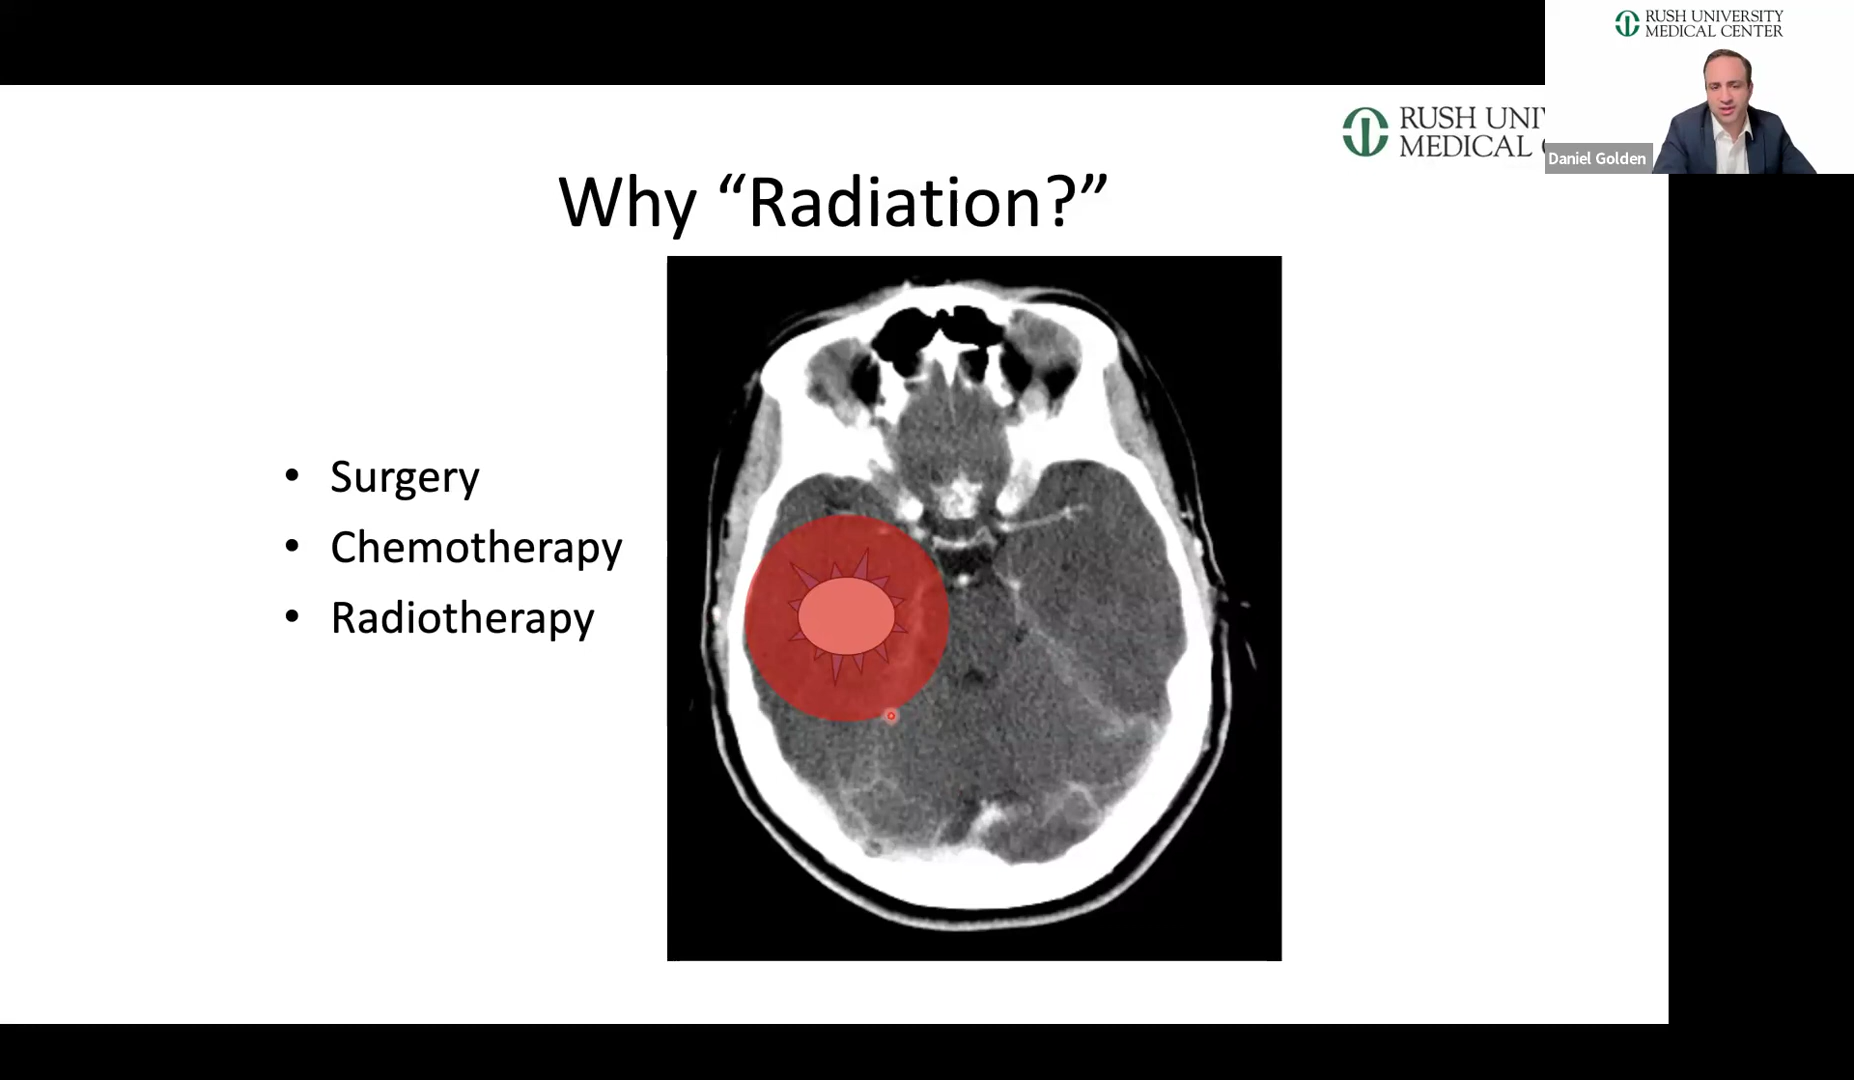 RUSH UNIVERSITY
MEDICAL CENTER
Daniel Golden
RUSH UNI
MEDICAL
Why “Radiation?”
• Surgery
• Chemotherapy
• Radiotherapy